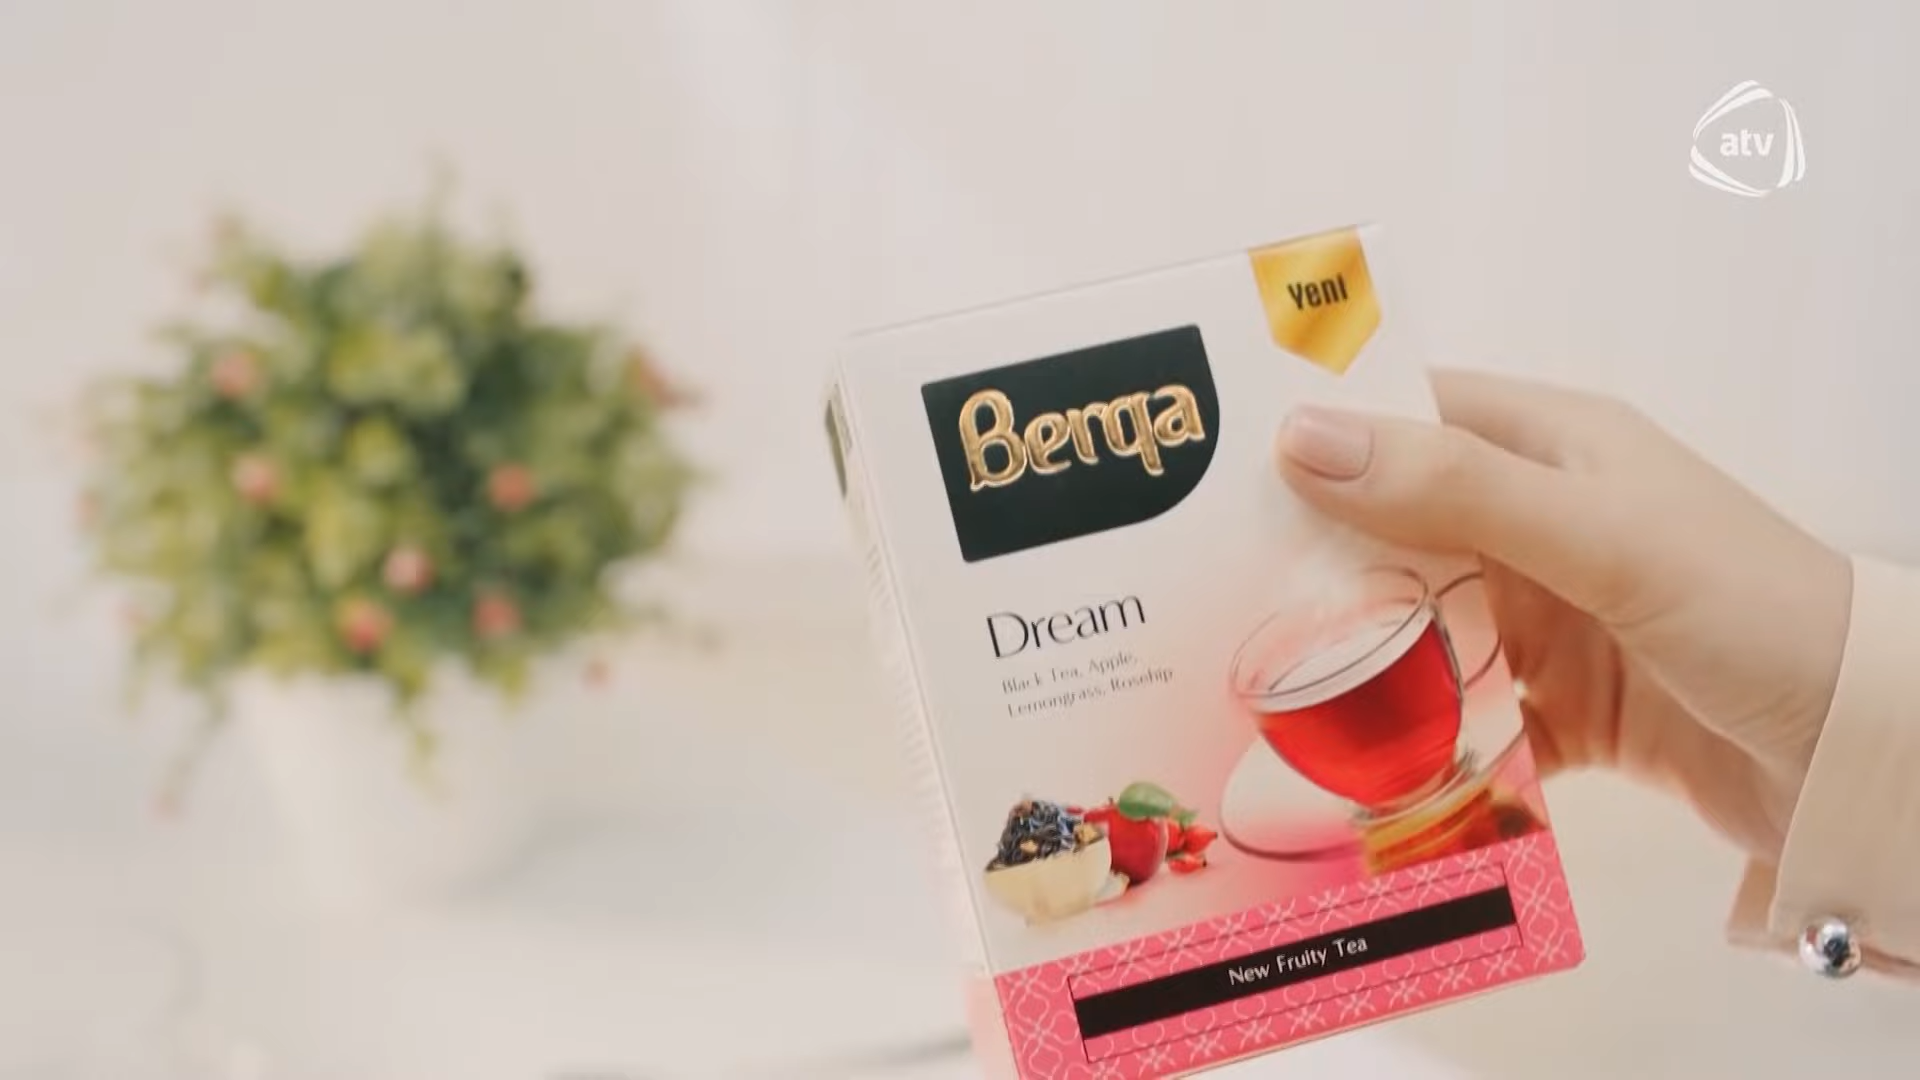 atv
Yeni
Berqa
Dream
Black Tea, Apple,
Lemongrass, Rosehip
New Fruity Tea